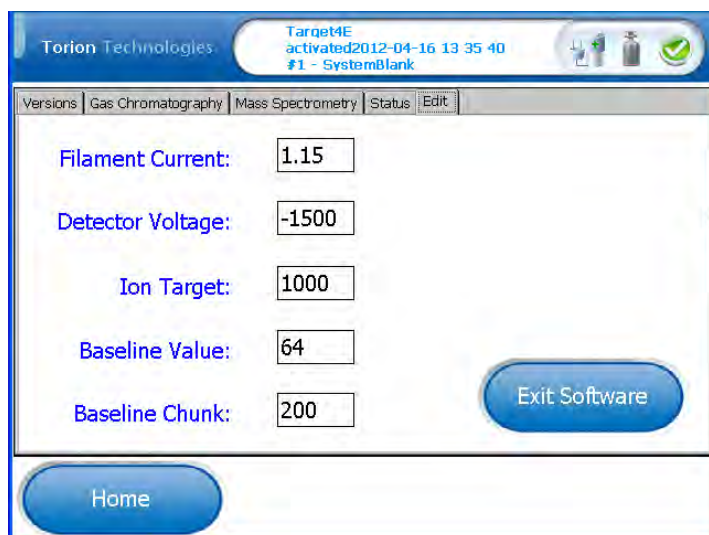 Torion Technologies
Target4E
activated2012-04-16 13 35 40
#1 - SystemBlank
Versions Gas Chromatography Mass Spectrometry Status Edit
Filament Current: 1.15
Detector Voltage: -1500
Ion Target: 1000
Baseline Value: 64
Baseline Chunk: 200
Exit Software
Home